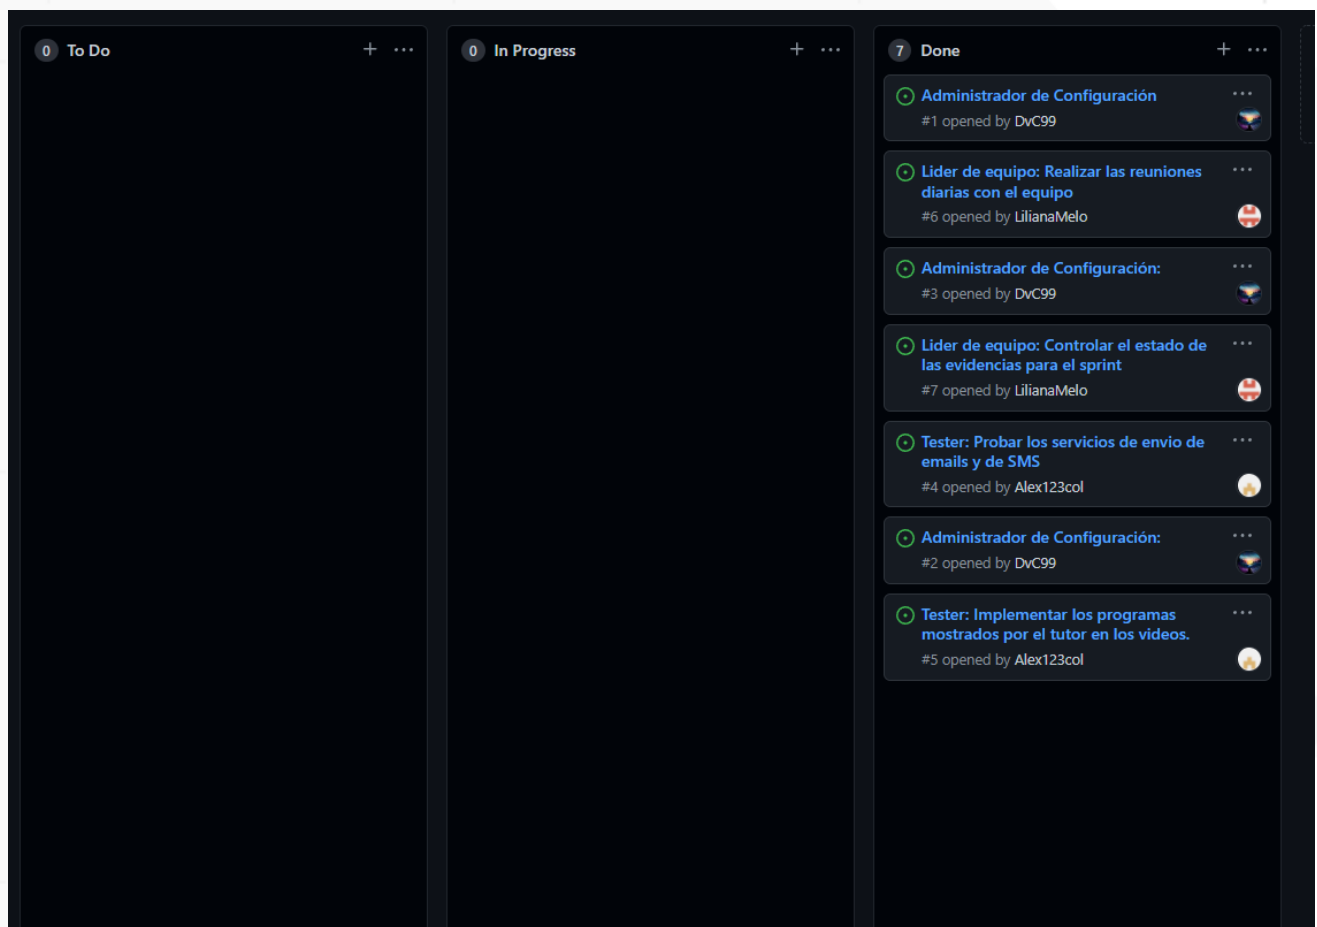 0 To Do
0 In Progress
7 Done
Administrador de Configuración
#1 opened by DvC99
Lider de equipo: Realizar las reuniones
diarias con el equipo
#6 opened by LilianaMelo
Administrador de Configuración:
#3 opened by DvC99
Lider de equipo: Controlar el estado de
las evidencias para el sprint
#7 opened by LilianaMelo
Tester: Probar los servicios de envio de
emails y de SMS
#4 opened by Alex123col
Administrador de Configuración:
#2 opened by DvC99
Tester: Implementar los programas
mostrados por el tutor en los videos.
#5 opened by Alex123col